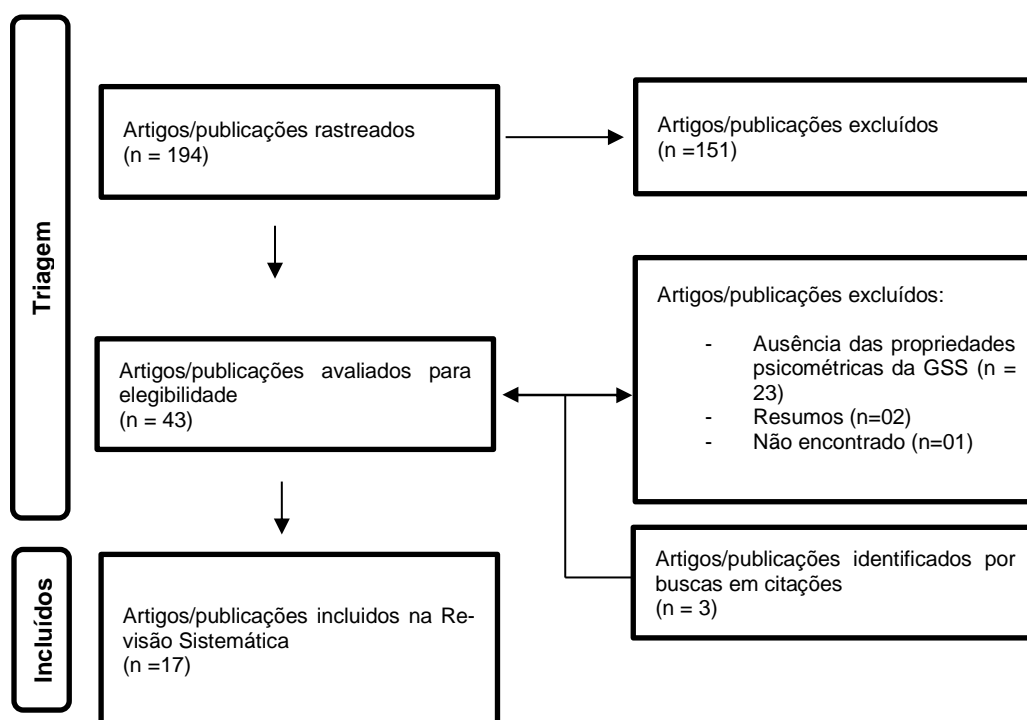 Triagem
Artigos/publicações rastreados
(n = 194)
Artigos/publicações excluídos
(n =151)
Artigos/publicações avaliados para
elegibilidade
(n = 43)
Artigos/publicações excluídos:
- Ausência das propriedades
psicométricas da GSS (n =
23)
- Resumos (n=02)
- Não encontrado (n=01)
Artigos/publicações identificados por
buscas em citações
(n = 3)
Incluídos
Artigos/publicações incluidos na Re-
visão Sistemática
(n =17)